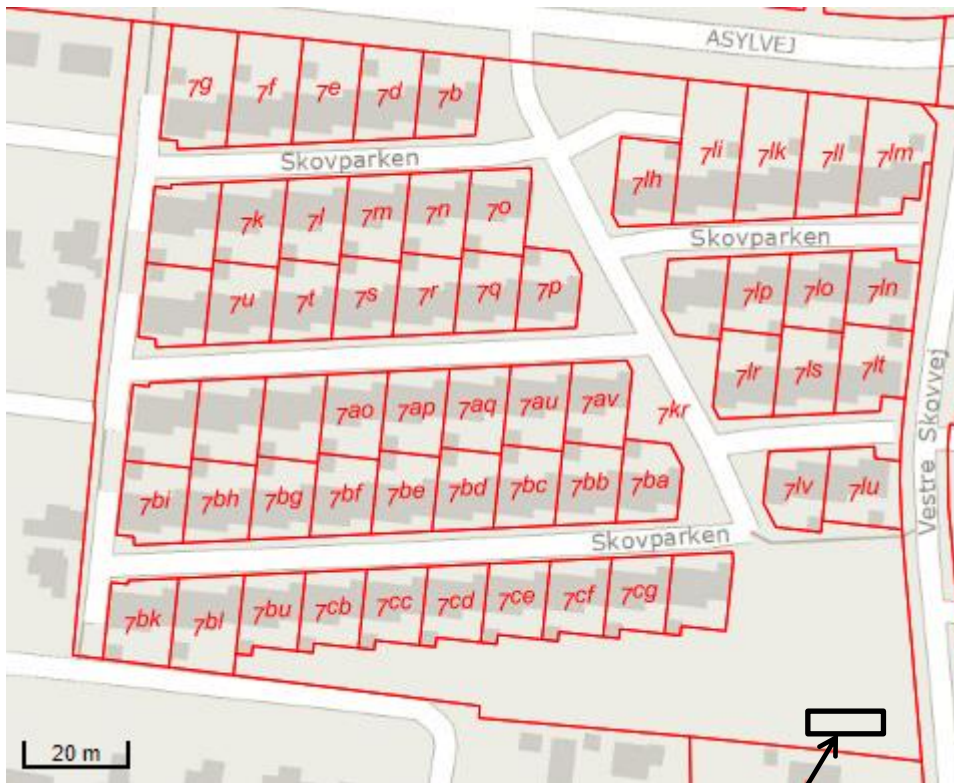 ASYLVEJ
7g 7f 7e 7d 7b
Skovparken
7lh 7li 7lk 7ll 7lm
7k 7l 7m 7n 7o
Skovparken
7u 7t 7s 7r 7q 7p
7lp 7lo 7ln
7lr 7ls 7lt
7ao 7ap 7aq 7au 7av
7kr
Vestre Skovvej
7bi 7bh 7bg 7bf 7be 7bd 7bc 7bb 7ba
7lv 7lu
Skovparken
7bk 7bl 7bu 7cb 7cc 7cd 7ce 7cf 7cg
20 m